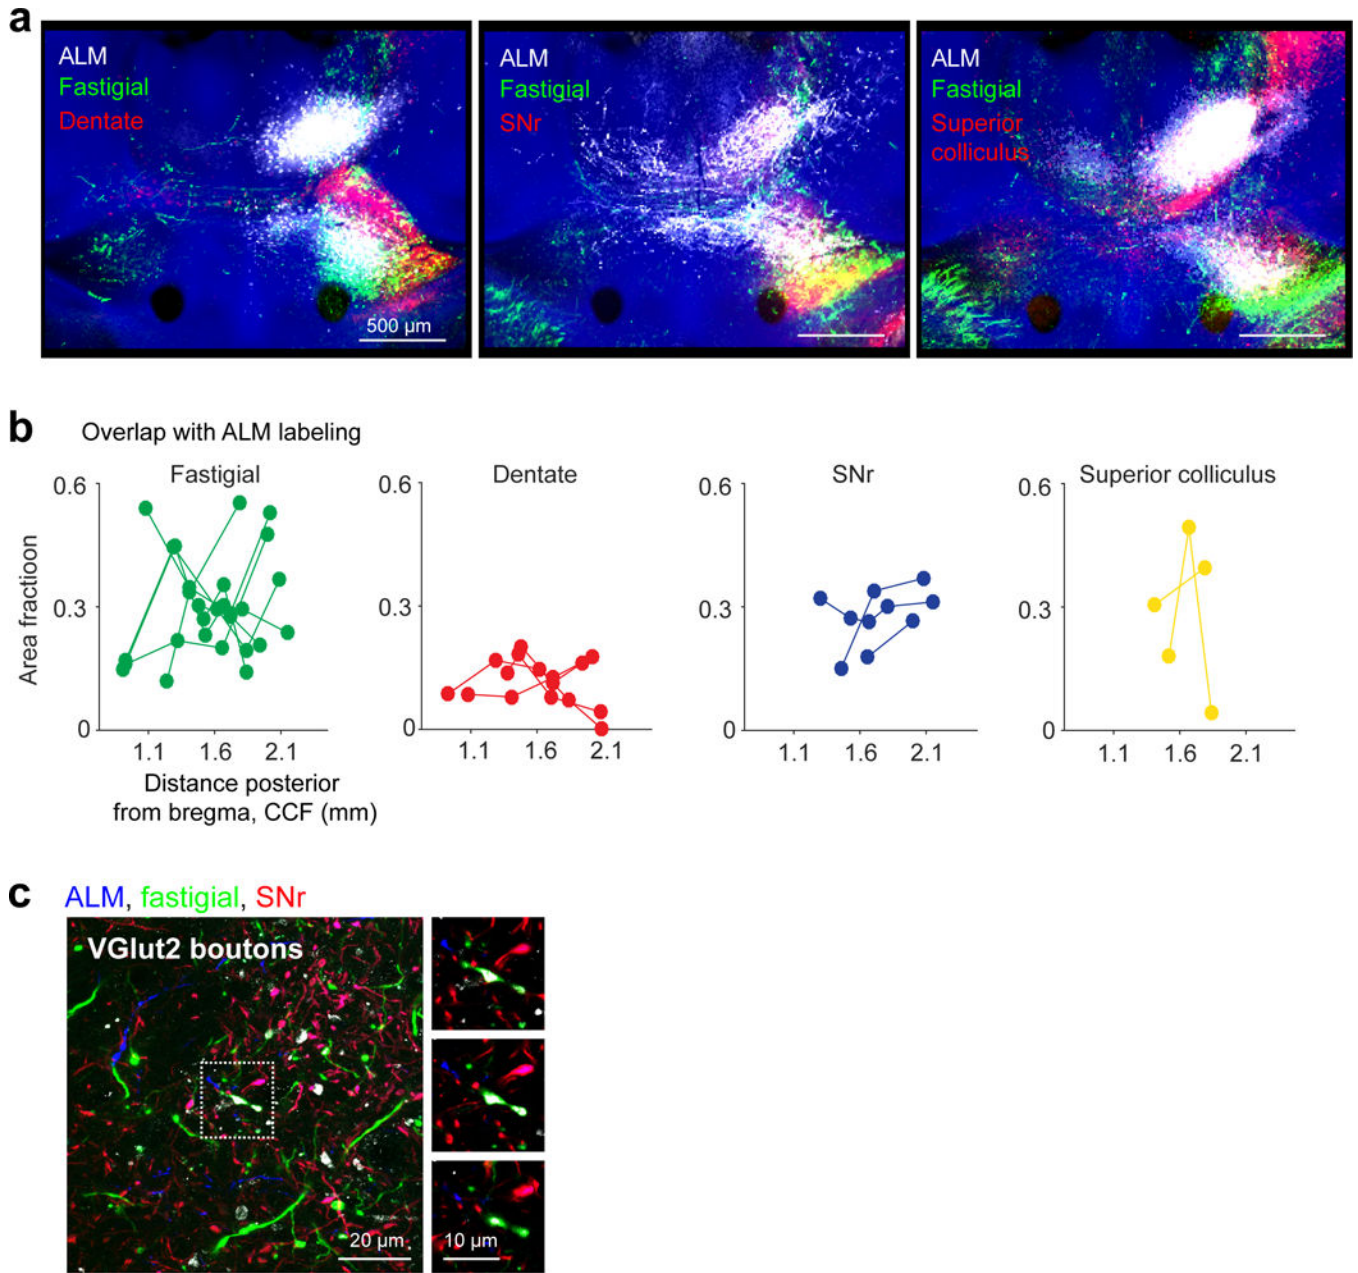 a
ALM
Fastigial
Dentate
500 µm
ALM
Fastigial
SNr
ALM
Fastigial
Superior
colliculus
b
Overlap with ALM labeling
Fastigial
Dentate
SNr
Superior colliculus
Area fraction
0.6
0.3
0
1.1 1.6 2.1
0.6
0.3
0
1.1 1.6 2.1
0.6
0.3
0
1.1 1.6 2.1
0.6
0.3
0
1.1 1.6 2.1
Distance posterior
from bregma, CCF (mm)
c
ALM, fastigial, SNr
VGlut2 boutons
20 µm
10 µm